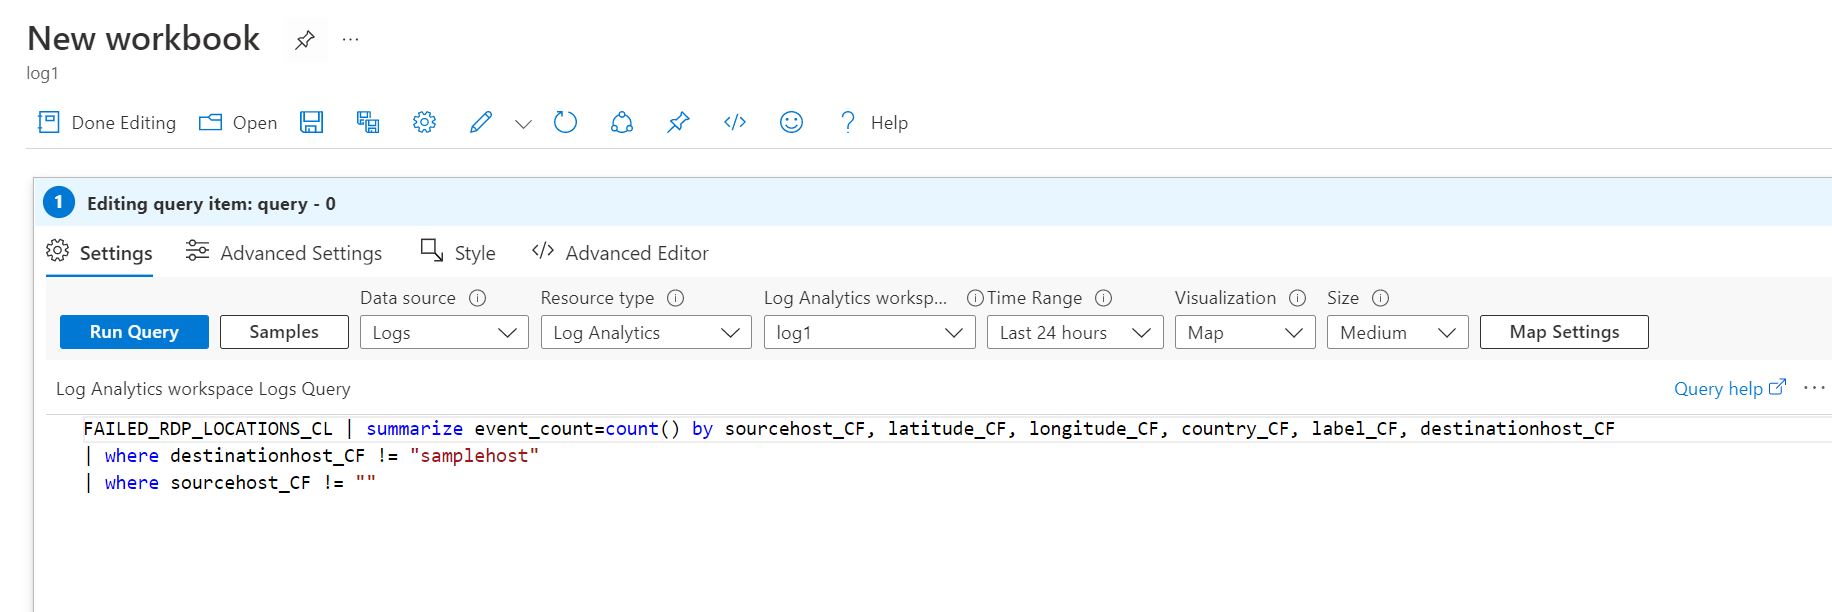 New workbook ...
log1
Done Editing Open </> ? Help
1 Editing query item: query - 0
Settings Advanced Settings Style </> Advanced Editor
Data source Resource type Log Analytics worksp... Time Range Visualization Size
Run Query Samples Logs Log Analytics log1 Last 24 hours Map Medium Map Settings
Log Analytics workspace Logs Query Query help ...
FAILED_RDP_LOCATIONS_CL | summarize event_count=count() by sourcehost_CF, latitude_CF, longitude_CF, country_CF, label_CF, destinationhost_CF
| where destinationhost_CF != "samplehost"
| where sourcehost_CF != ""